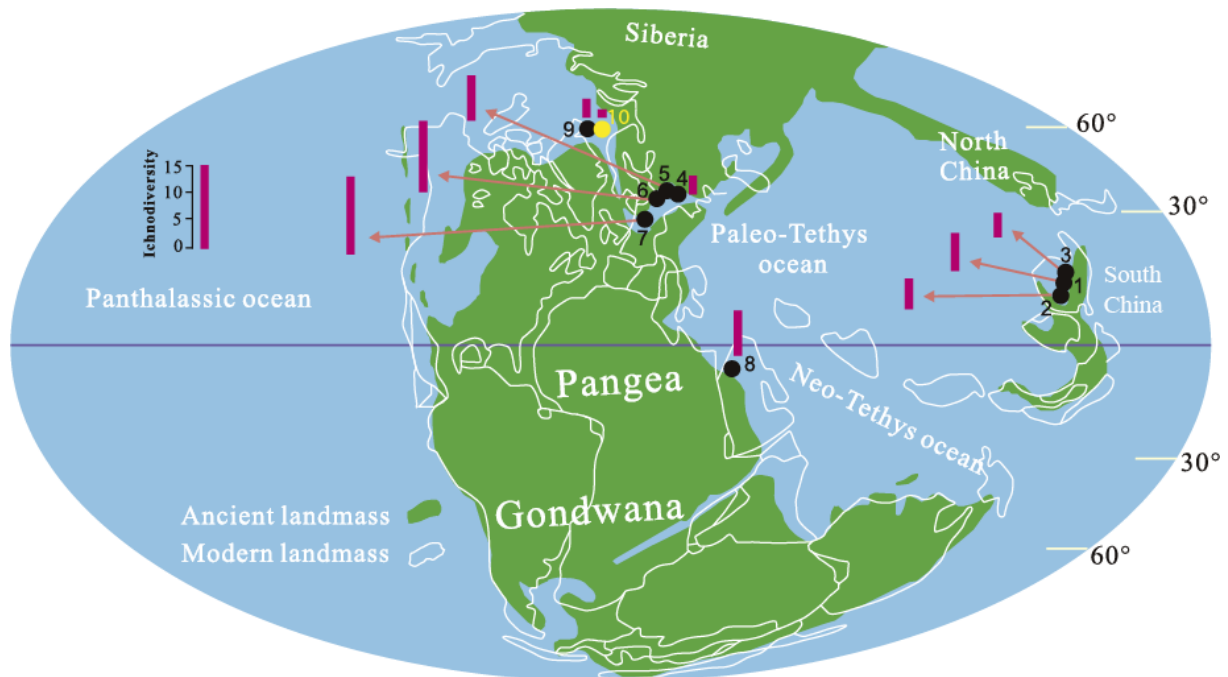 Siberia
10
9
60°
North
China
15
10
5
0
Ichnodiversity
5
4
6
7
30°
Paleo-Tethys
ocean
Panthalassic ocean
3
1
2
South
China
8
Pangea
Neo-Tethys ocean
30°
Gondwana
Ancient landmass
Modern landmass
60°